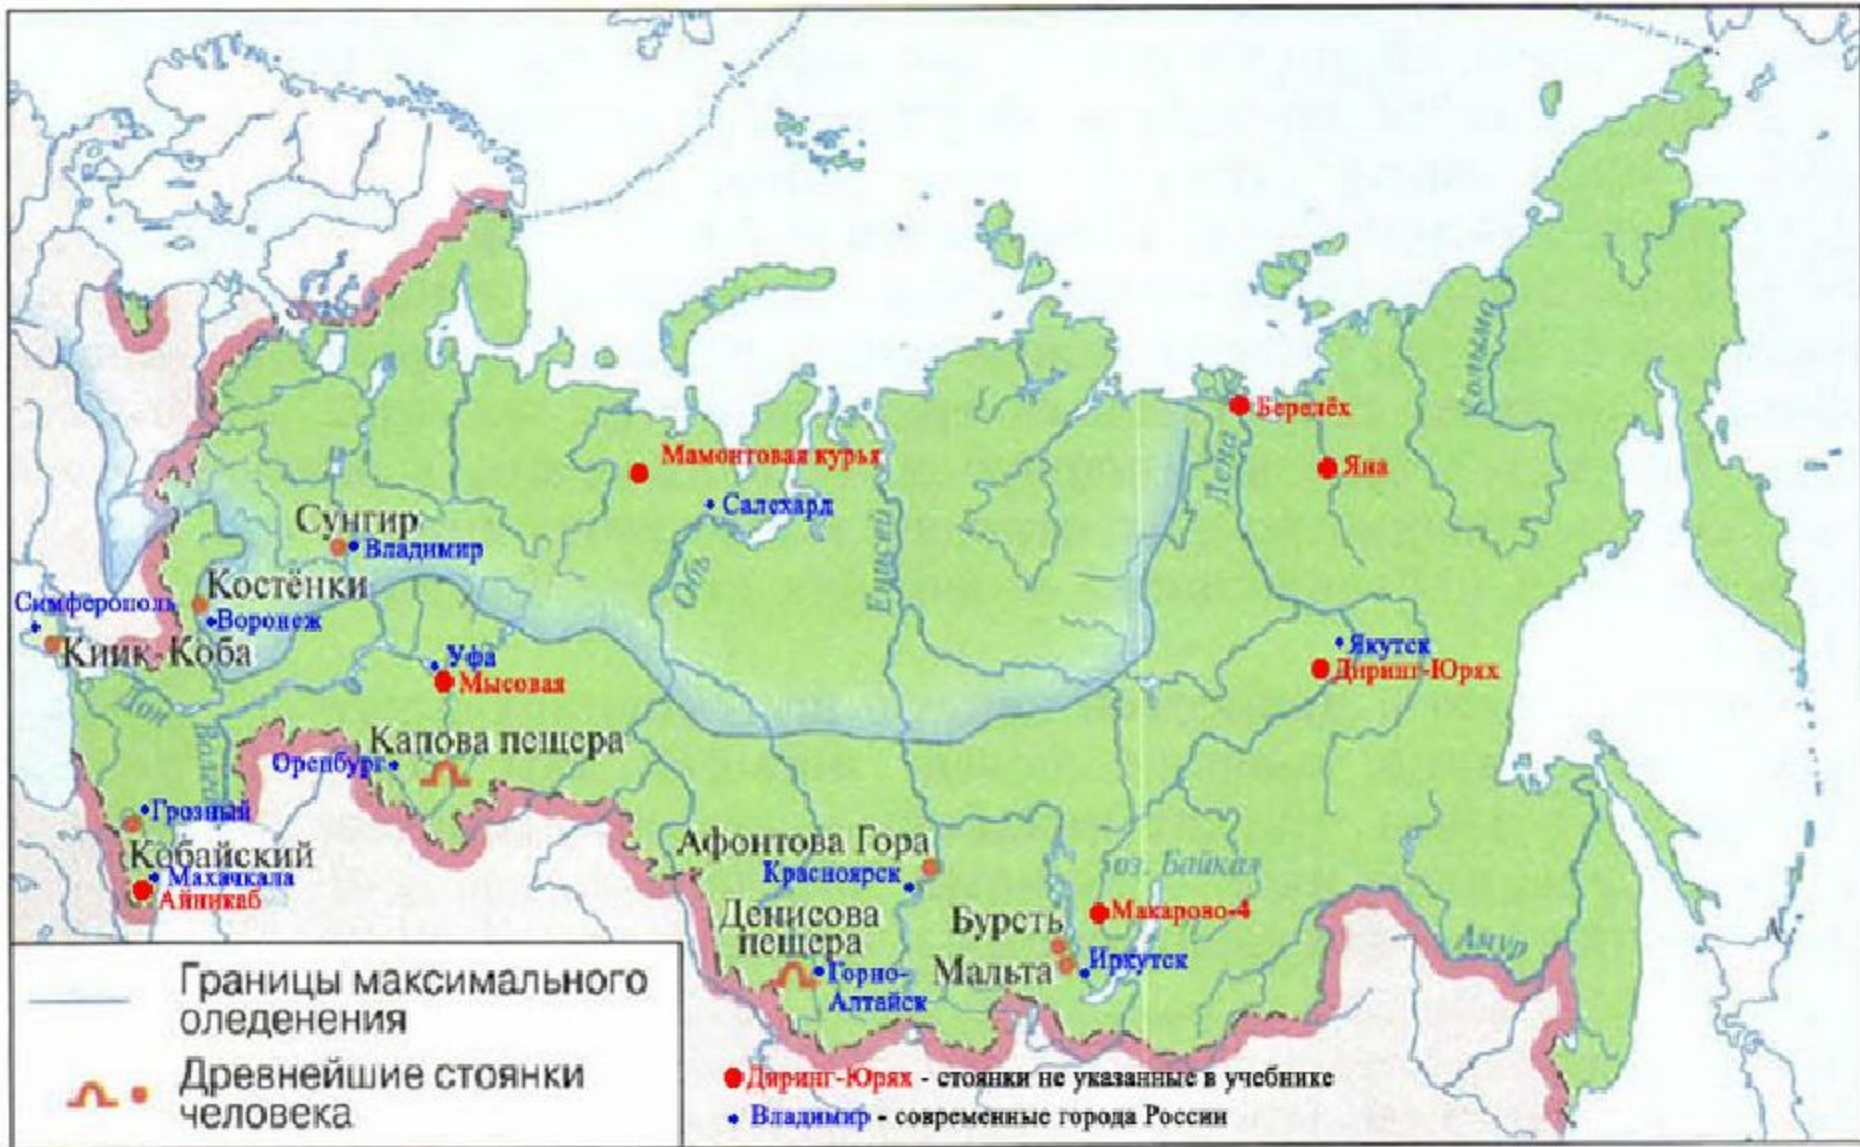 Колыма
Берелёх
Лена
Мамонтовая курья
Яна
Салехард
Сунгир
Владимир
Обь
Енисей
Костёнки
Симферополь
Воронеж
Киик-Коба
Якутск
Уфа
Диринг-Юрях
Мысовая
Дон
Волга
Капова пещера
Оренбург
Грозный
Афонтова Гора
Кобайский
оз. Байкал
Махачкала
Красноярск
Айникаб
Денисова
пещера
Бурсть
Макарово-4
Мальта
Иркутск
Амур
Горно-
Алтайск
Границы максимального
оледенения
Древнейшие стоянки
человека
Диринг-Юрях - стоянки не указанные в учебнике
Владимир - современные города России